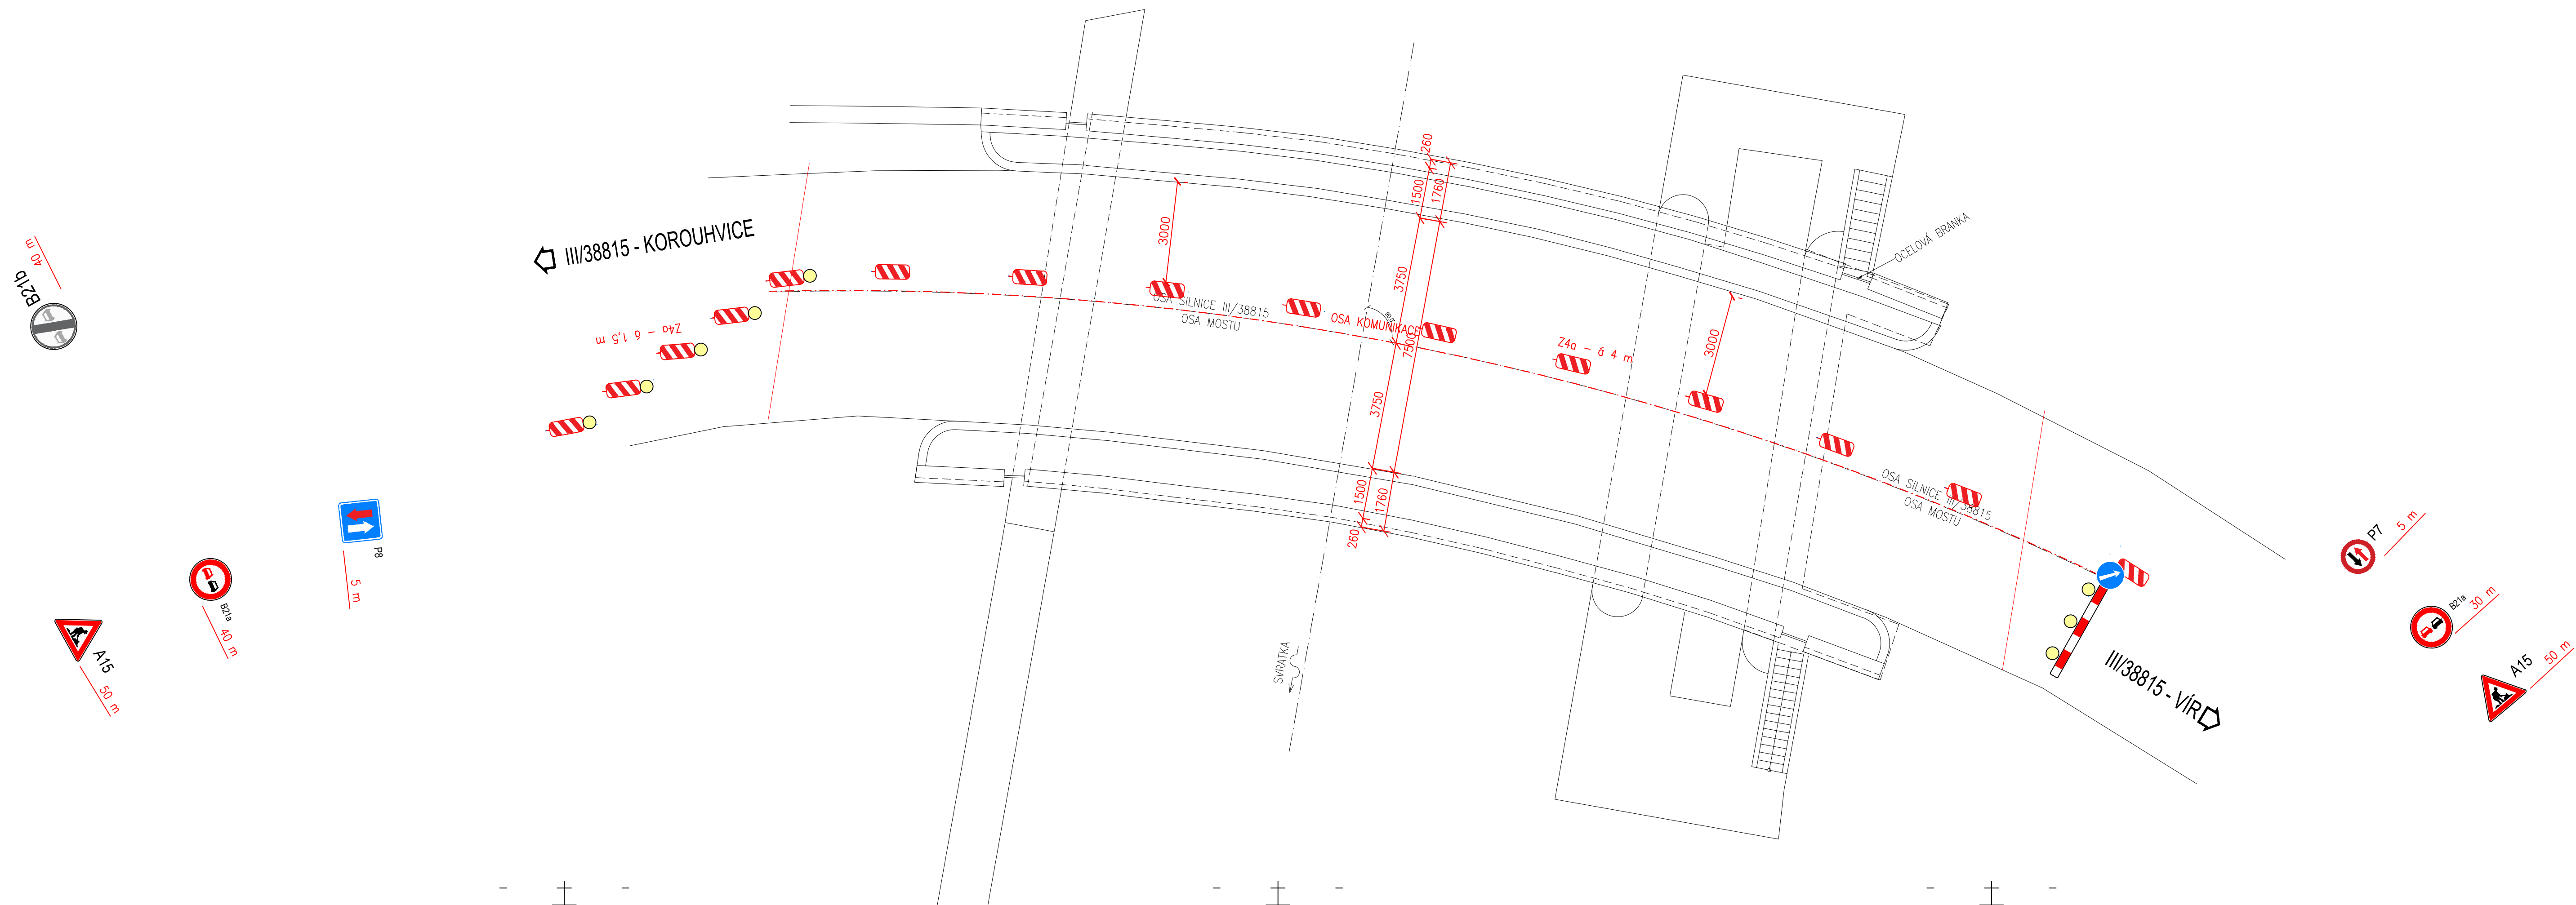 40 m
B21b
III/38815 - KOROUHVICE
Z4a - á 1,5 m
P8
5 m
B21a
40 m
A15
50 m
3000
OSA SILNICE III/38815
OSA MOSTU
260
1500
1760
3750
7500
OSA KOMUNIKACE
3750
1500
1760
260
Z4a - á 4 m
3000
OCELOVÁ BRANKA
OSA SILNICE III/38815
OSA MOSTU
SVRATKA
III/38815 - VÍR
P7
5 m
B21a
30 m
A15
50 m